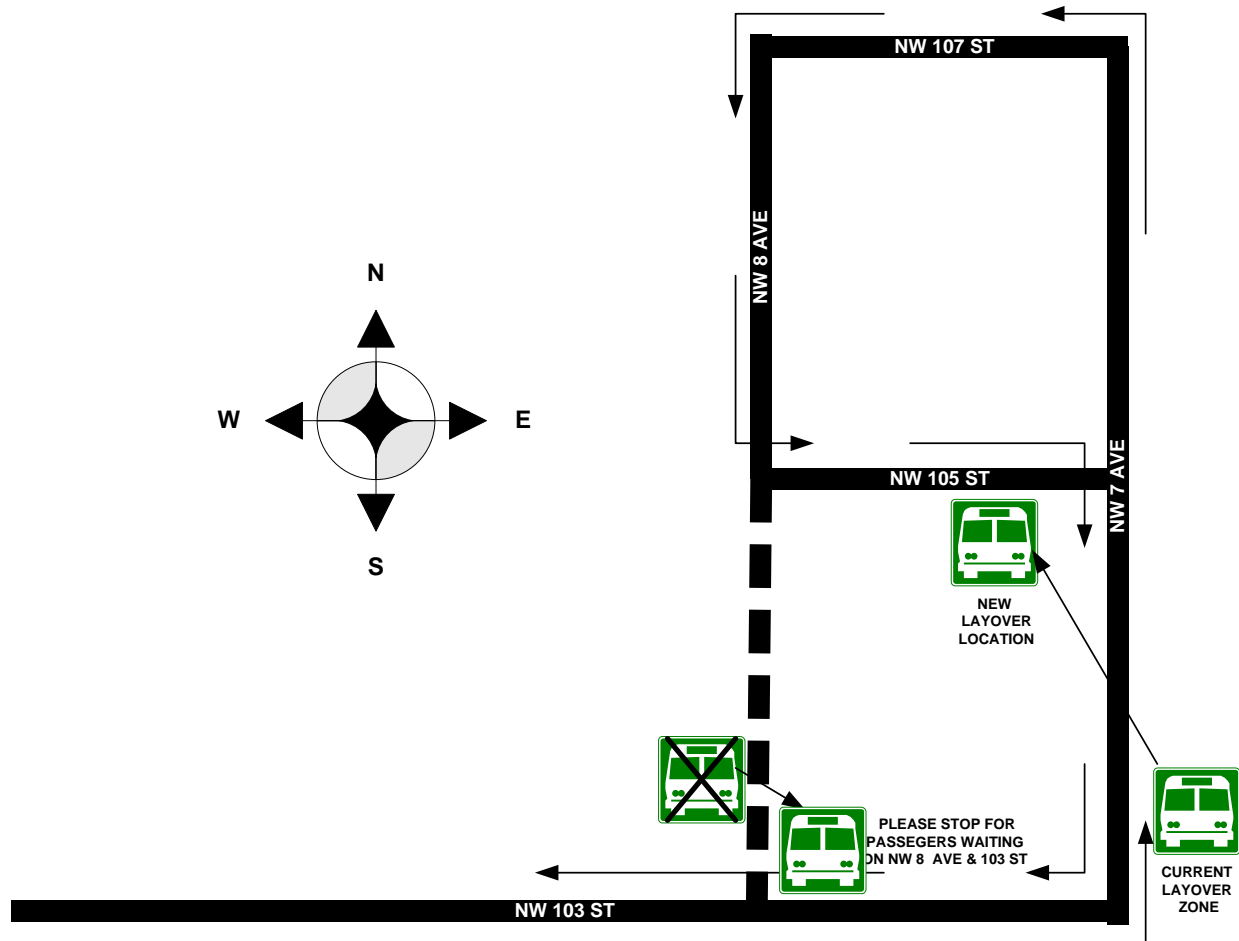 NW 107 ST
NW 8 AVE
N
W
E
S
NW 7 AVE
NW 105 ST
NEW
LAYOVER
LOCATION
PLEASE STOP FOR
PASSEGERS WAITING
ON NW 8 AVE & 103 ST
CURRENT
LAYOVER
ZONE
NW 103 ST